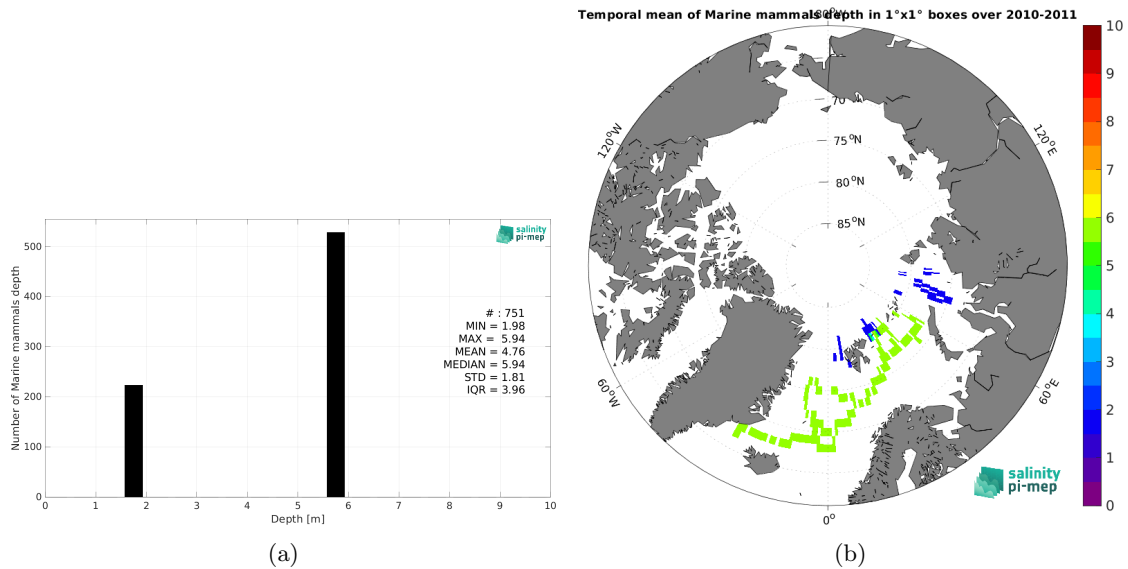 Number of Marine mammals depth
500
400
300
200
100
0
0 1 2 3 4 5 6 7 8 9 10
Depth [m]
salinity
pi-mep
# : 751
MIN = 1.98
MAX = 5.94
MEAN = 4.76
MEDIAN = 5.94
STD = 1.81
IQR = 3.96
(a)
Temporal mean of Marine mammals depth in 1°x1° boxes over 2010-2011
180°W
120°W
120°E
60°W
60°E
0°
70°N
75°N
80°N
85°N
10
9
8
7
6
5
4
3
2
1
0
salinity
pi-mep
(b)